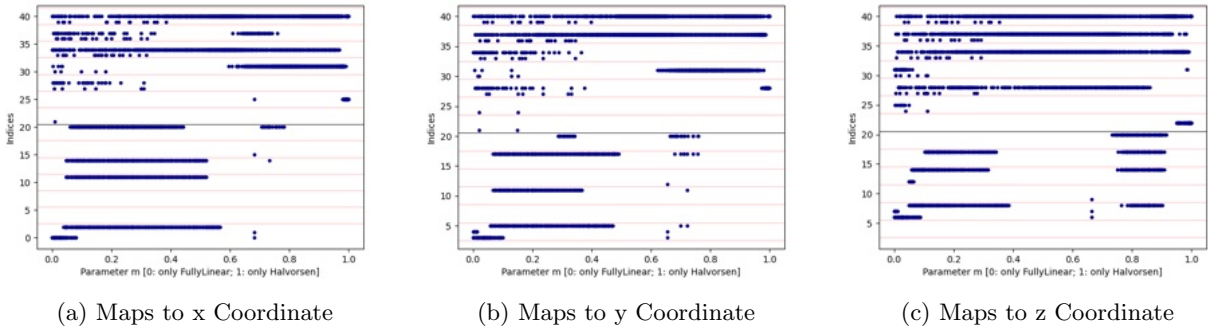 40
35
30
25
20
15
10
5
0
Indices
0.0 0.2 0.4 0.6 0.8 1.0
Parameter m [0: only FullyLinear; 1: only Halvorsen]
(a) Maps to x Coordinate
40
35
30
25
20
15
10
5
Indices
0.0 0.2 0.4 0.6 0.8 1.0
Parameter m [0: only FullyLinear; 1: only Halvorsen]
(b) Maps to y Coordinate
40
35
30
25
20
15
10
5
Indices
0.0 0.2 0.4 0.6 0.8 1.0
Parameter m [0: only FullyLinear; 1: only Halvorsen]
(c) Maps to z Coordinate